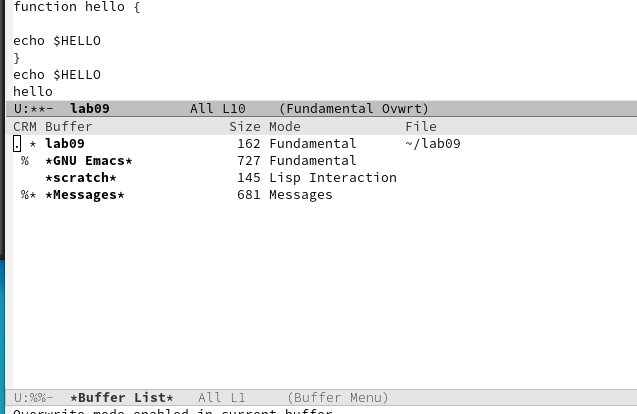 function hello {
echo $HELLO
}
echo $HELLO
hello
U:**-  lab09          All L10    (Fundamental Ovwrt)
CRM Buffer                 Size Mode             File
. * lab09                   162 Fundamental      ~/lab09
 %  *GNU Emacs*             727 Fundamental
    *scratch*               145 Lisp Interaction
 %* *Messages*              681 Messages
U:%%-  *Buffer List*   All L1     (Buffer Menu)
Overwrite mode enabled in current buffer